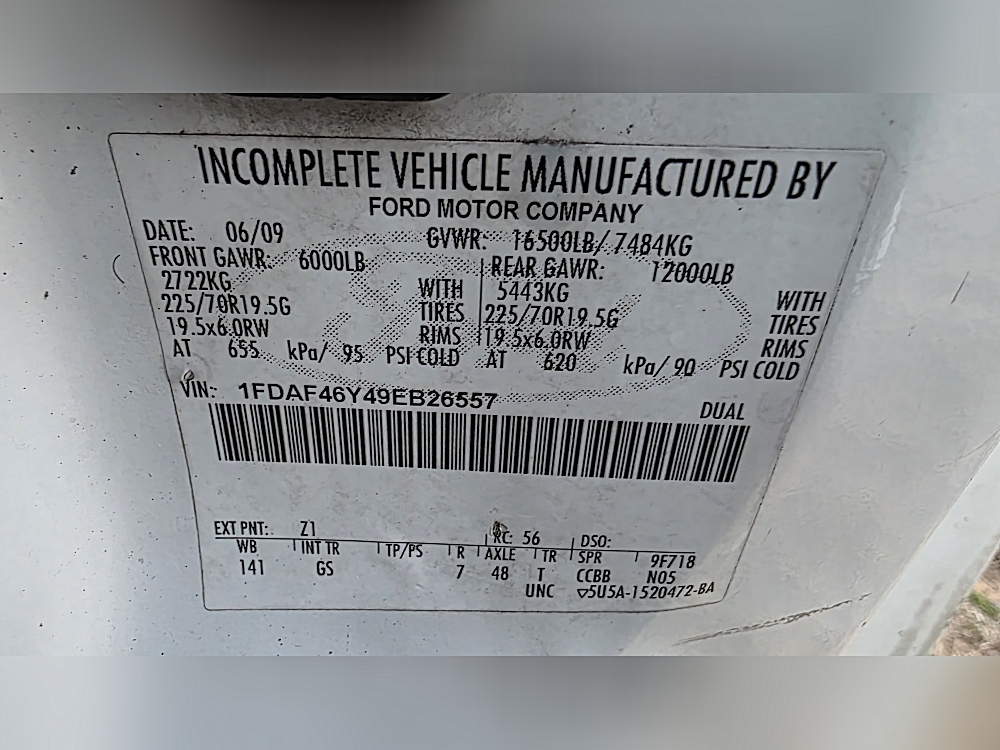 INCOMPLETE VEHICLE MANUFACTURED BY
FORD MOTOR COMPANY
DATE: 06/09 GVWR: 16500LB/ 7484KG
FRONT GAWR: 6000LB REAR GAWR: 12000LB
2722KG WITH 5443KG WITH
225/70R19.5G TIRES 225/70R19.5G TIRES
19.5x6.0RW RIMS 19.5x6.0RW RIMS
AT 655 kPa/ 95 PSI COLD AT 620 kPa/ 90 PSI COLD
VIN: 1FDAF46Y49EB26557 DUAL
EXT PNT: Z1 RC: 56 DSO:
WB INT TR TP/PS R AXLE TR SPR 9F718
141 GS 7 48 T CCBB N05
UNC ▽5U5A-1520472-BA